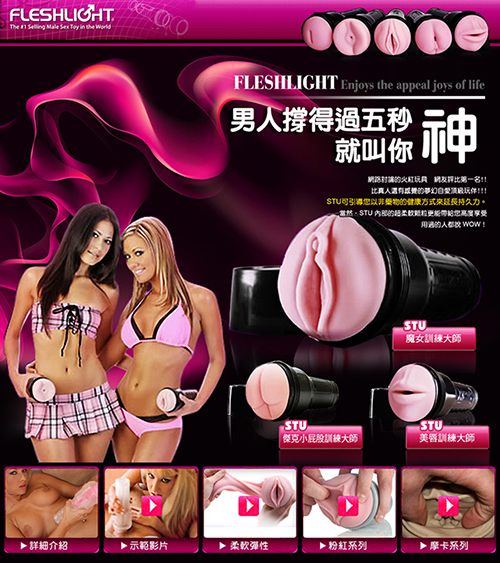 FLESHLIGHT
The #1 Selling Male Sex Toy in the World
FLESHLIGHT Enjoys the appeal joys of life
男人撐得過五秒
就叫你 神
網路討論的火紅玩具 網友評比第一名!!
比真人還有感覺的夢幻自愛頂級玩伴!!!
STU可引導您以非藥物的健康方式來延長持久力。
當然，STU 內部的超柔軟顆粒更能帶給您高度享受
用過的人都說 WOW！
STU
魔女訓練大師
STU
傑克小屁股訓練大師
STU
美唇訓練大師
詳細介紹
示範影片
柔軟彈性
粉紅系列
摩卡系列